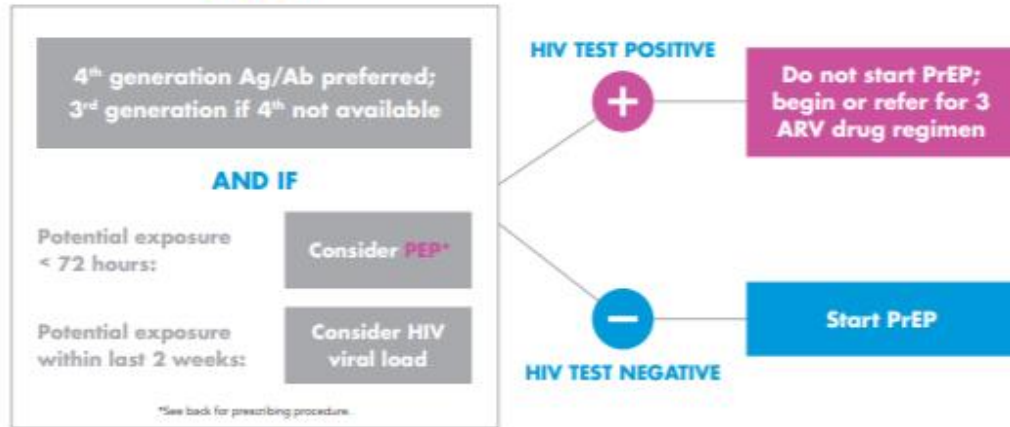 4th generation Ag/Ab preferred;
3rd generation if 4th not available
AND IF
Potential exposure
< 72 hours:
Consider PEP*
Potential exposure
within last 2 weeks:
Consider HIV
viral load
*See back for prescribing procedure.
HIV TEST POSITIVE
+
Do not start PrEP;
begin or refer for 3
ARV drug regimen
−
Start PrEP
HIV TEST NEGATIVE